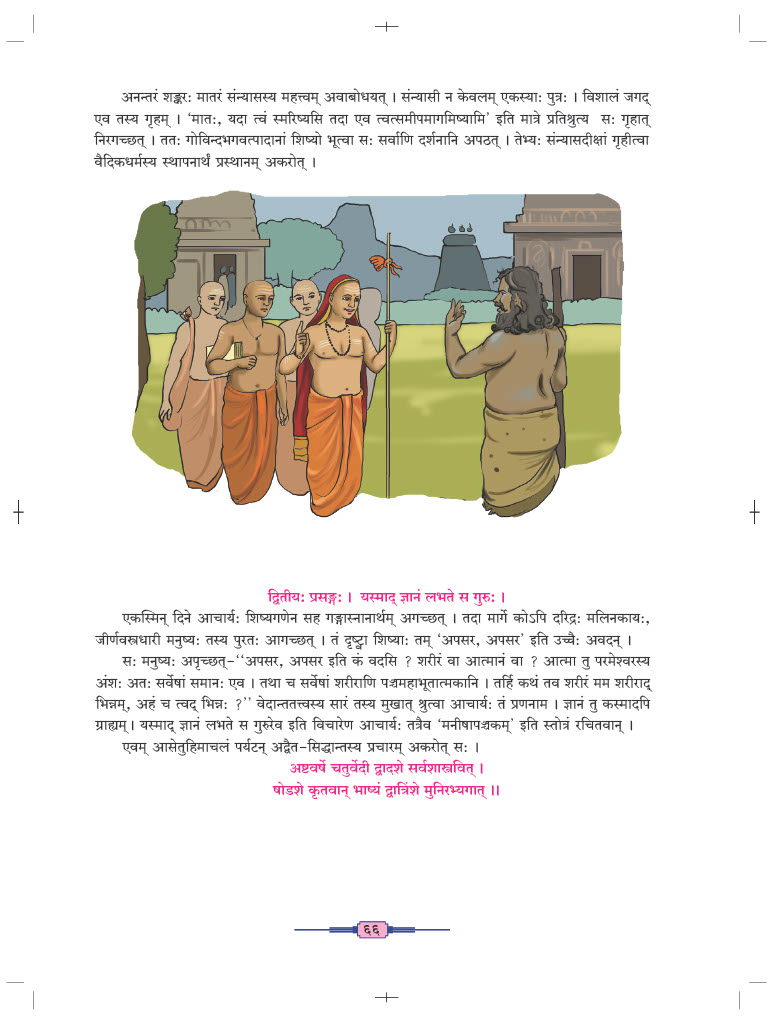 अनन्तरं शङ्करः मातरं संन्यासस्य महत्त्वम् अवाबोधयत् । संन्यासी न केवलम् एकस्याः पुत्रः । विशालं जगद्
एव तस्य गृहम् । ‘मातः, यदा त्वं स्मरिष्यसि तदा एव त्वत्समीपमागमिष्यामि’ इति मात्रे प्रतिश्रुत्य सः गृहात्
निरगच्छत् । ततः गोविन्दभगवत्पादानां शिष्यो भूत्वा सः सर्वाणि दर्शनानि अपठत् । तेभ्यः संन्यासदीक्षां गृहीत्वा
वैदिकधर्मस्य स्थापनार्थं प्रस्थानम् अकरोत् ।
द्वितीयः प्रसङ्गः । यस्माद् ज्ञानं लभते स गुरुः ।
एकस्मिन् दिने आचार्यः शिष्यगणेन सह गङ्गास्नानार्थम् अगच्छत् । तदा मार्गे कोऽपि दरिद्रः मलिनकायः,
जीर्णवस्त्रधारी मनुष्यः तस्य पुरतः आगच्छत् । तं दृष्ट्वा शिष्याः तम् ‘अपसर, अपसर’ इति उच्चैः अवदन् ।
सः मनुष्यः अपृच्छत्-‘‘अपसर, अपसर इति कं वदसि ? शरीरं वा आत्मानं वा ? आत्मा तु परमेश्वरस्य
अंशः अतः सर्वेषां समानः एव । तथा च सर्वेषां शरीराणि पञ्चमहाभूतात्मकानि । तर्हि कथं तव शरीरं मम शरीराद्
भिन्नम्, अहं च त्वद् भिन्नः ?’’ वेदान्ततत्त्वस्य सारं तस्य मुखात् श्रुत्वा आचार्यः तं प्रणनाम । ज्ञानं तु कस्मादपि
ग्राह्यम् । यस्माद् ज्ञानं लभते स गुरुरेव इति विचारेण आचार्यः तत्रैव ‘मनीषापञ्चकम्’ इति स्तोत्रं रचितवान् ।
एवम् आसेतुहिमाचलं पर्यटन् अद्वैत-सिद्धान्तस्य प्रचारम् अकरोत् सः ।
अष्टवर्षे चतुर्वेदी द्वादशे सर्वशास्त्रवित् ।
षोडशे कृतवान् भाष्यं द्वात्रिंशे मुनिरभ्यगात् ।।
६६